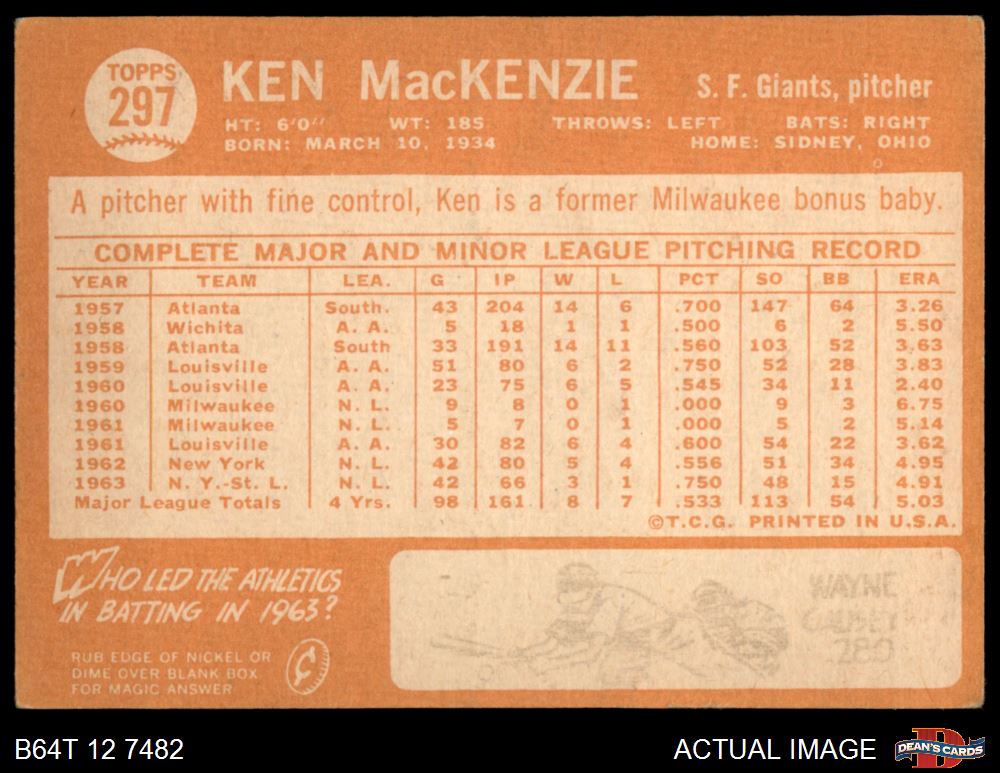 TOPPS
297
KEN MacKENZIE
S. F. Giants, pitcher
HT: 6'0" WT: 185 THROWS: LEFT BATS: RIGHT
BORN: MARCH 10, 1934 HOME: SIDNEY, OHIO
A pitcher with fine control, Ken is a former Milwaukee bonus baby.
COMPLETE MAJOR AND MINOR LEAGUE PITCHING RECORD
YEAR TEAM LEA. G IP W L PCT SO BB ERA
1957 Atlanta South. 43 204 14 6 .700 147 64 3.26
1958 Wichita A. A. 5 18 1 1 .500 6 2 5.50
1958 Atlanta South 33 191 14 11 .560 103 52 3.63
1959 Louisville A. A. 51 80 6 2 .750 52 28 3.83
1960 Louisville A. A. 23 75 6 5 .545 34 11 2.40
1960 Milwaukee N. L. 9 8 0 1 .000 9 3 6.75
1961 Milwaukee N. L. 5 7 0 1 .000 5 2 5.14
1961 Louisville A. A. 30 82 6 4 .600 54 22 3.62
1962 New York N. L. 42 80 5 4 .556 51 34 4.95
1963 N. Y.-St. L. N. L. 42 66 3 1 .750 48 15 4.91
Major League Totals 4 Yrs. 98 161 8 7 .533 113 54 5.03
©T.C.G. PRINTED IN U.S.A.
WHO LED THE ATHLETICS
IN BATTING IN 1963?
RUB EDGE OF NICKEL OR
DIME OVER BLANK BOX
FOR MAGIC ANSWER
WAYNE
CAUSEY
289
B64T 12 7482
ACTUAL IMAGE
DEAN'S CARDS